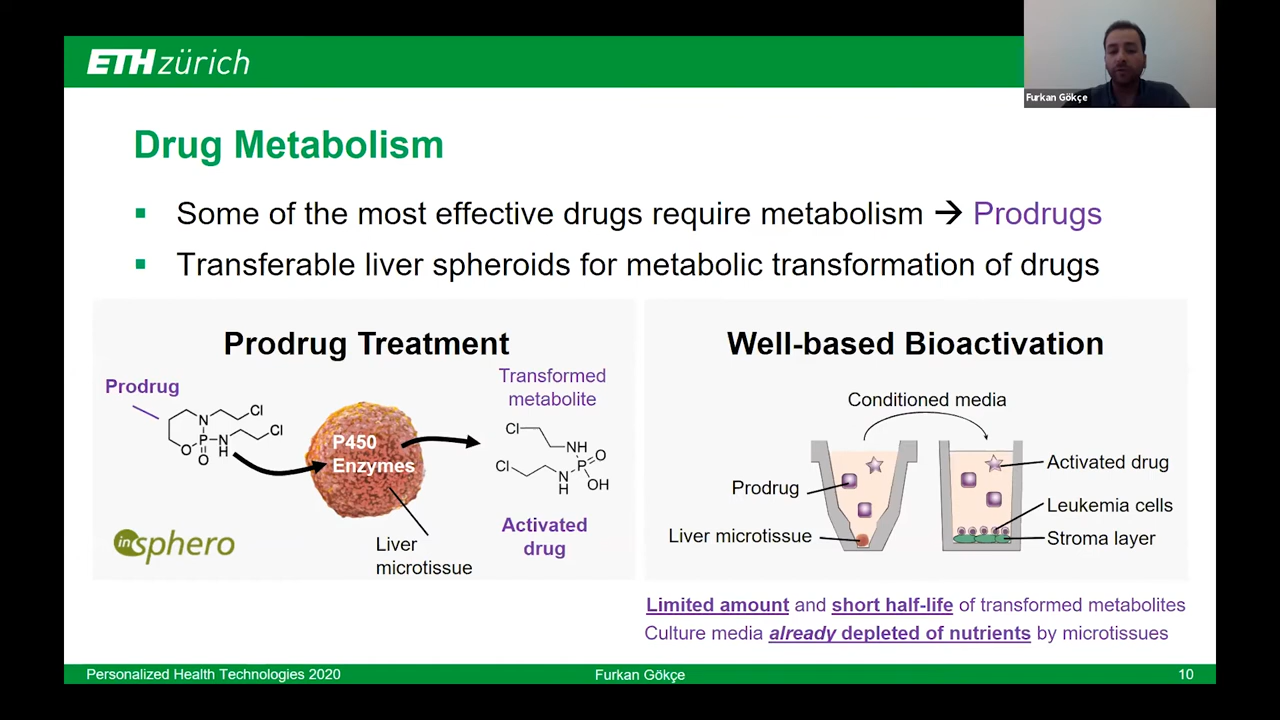 ETH zürich
Furkan Gökçe
Drug Metabolism
Some of the most effective drugs require metabolism → Prodrugs
Transferable liver spheroids for metabolic transformation of drugs
Prodrug Treatment
Prodrug
Transformed
metabolite
Cl
N
Cl
O
P
N
H
O
P450
Enzymes
Cl
NH
Cl
P
O
N
H
OH
Activated
drug
Liver
microtissue
insphero
Well-based Bioactivation
Conditioned media
Prodrug
Liver microtissue
Activated drug
Leukemia cells
Stroma layer
Limited amount and short half-life of transformed metabolites
Culture media already depleted of nutrients by microtissues
Personalized Health Technologies 2020
Furkan Gökçe
10